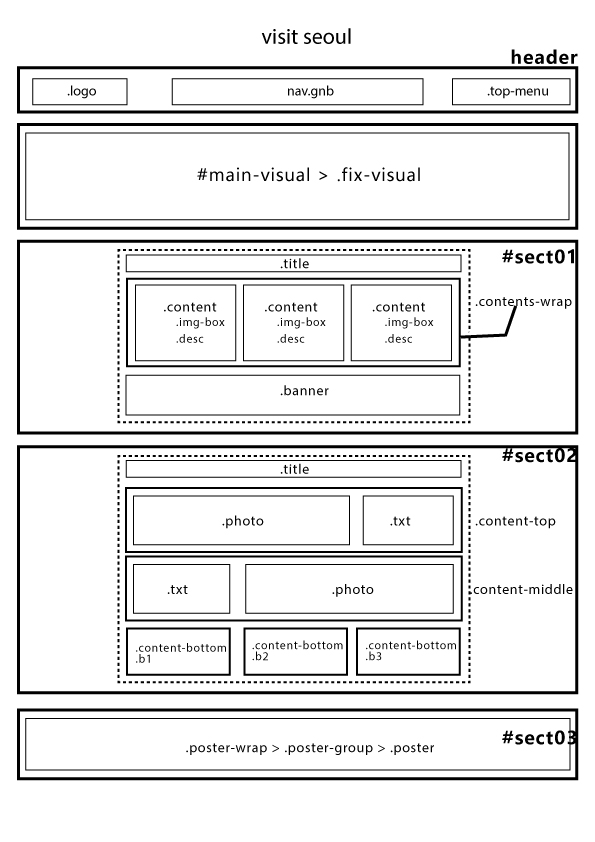 visit seoul
header
.logo
nav.gnb
.top-menu
#main-visual > .fix-visual
#sect01
.title
.contents-wrap
.content
.img-box
.desc
.content
.img-box
.desc
.content
.img-box
.desc
.banner
#sect02
.title
.photo
.txt
.content-top
.txt
.photo
.content-middle
.content-bottom
.b1
.content-bottom
.b2
.content-bottom
.b3
#sect03
.poster-wrap > .poster-group > .poster